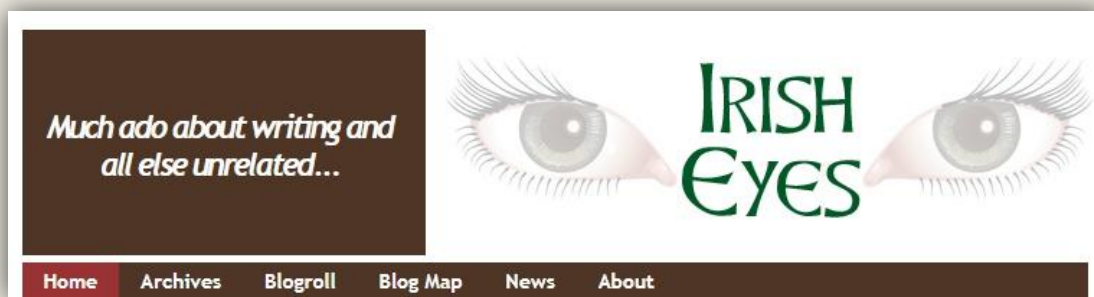 Much ado about writing and
all else unrelated...
IRISH
EYES
Home Archives Blogroll Blog Map News About